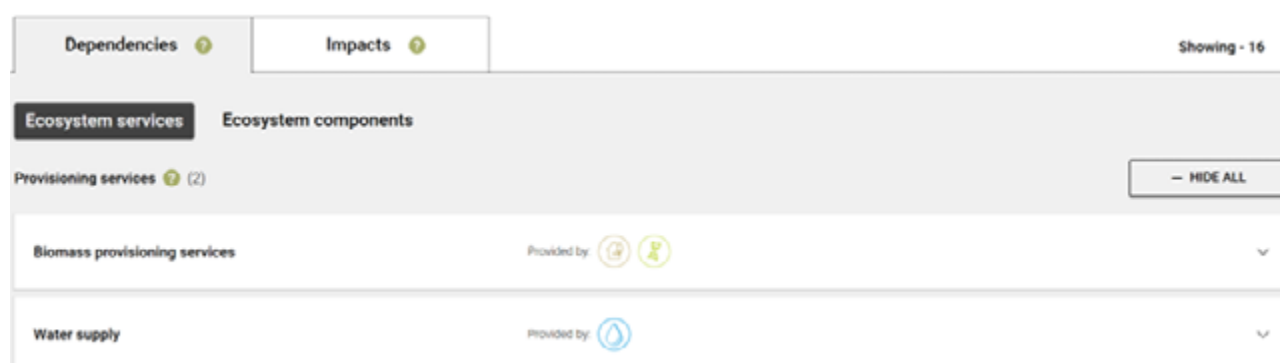 Dependencies ? Impacts ? Showing - 16
Ecosystem services Ecosystem components
Provisioning services ? (2) — HIDE ALL
Biomass provisioning services Provided by:
Water supply Provided by: